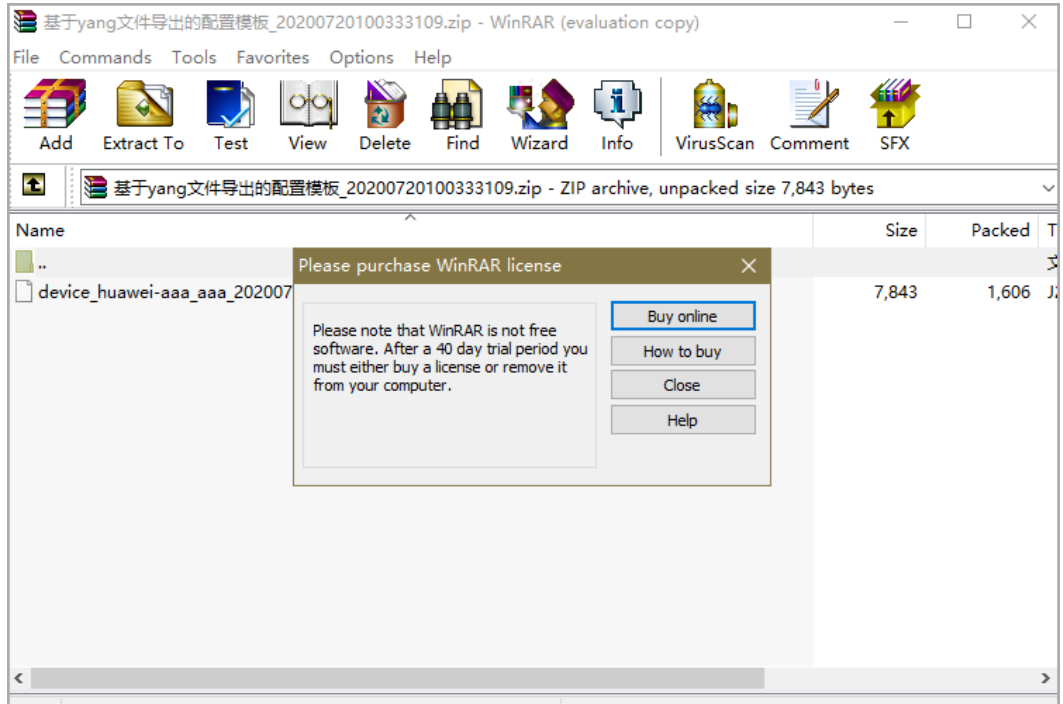 基于yang文件导出的配置模板_20200720100333109.zip - WinRAR (evaluation copy)
File Commands Tools Favorites Options Help
Add Extract To Test View Delete Find Wizard Info VirusScan Comment SFX
基于yang文件导出的配置模板_20200720100333109.zip - ZIP archive, unpacked size 7,843 bytes
Name Size Packed T
..
device_huawei-aaa_aaa_202007 7,843 1,606
Please purchase WinRAR license
Please note that WinRAR is not free
software. After a 40 day trial period you
must either buy a license or remove it
from your computer.
Buy online
How to buy
Close
Help